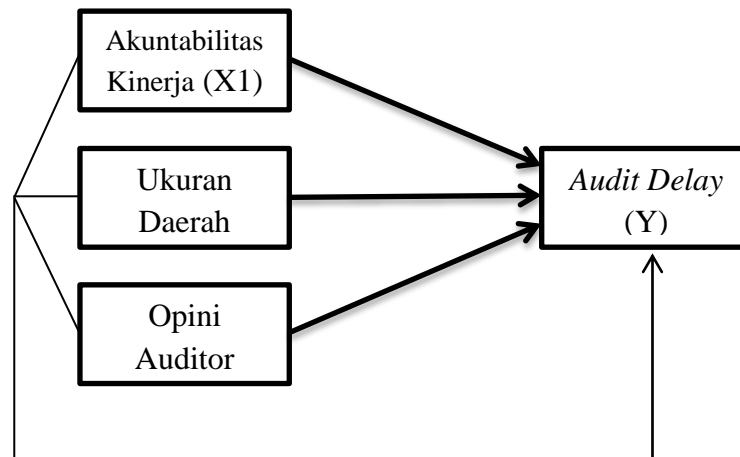 Akuntabilitas
Kinerja (X1)
Ukuran
Daerah
Audit Delay
(Y)
Opini
Auditor